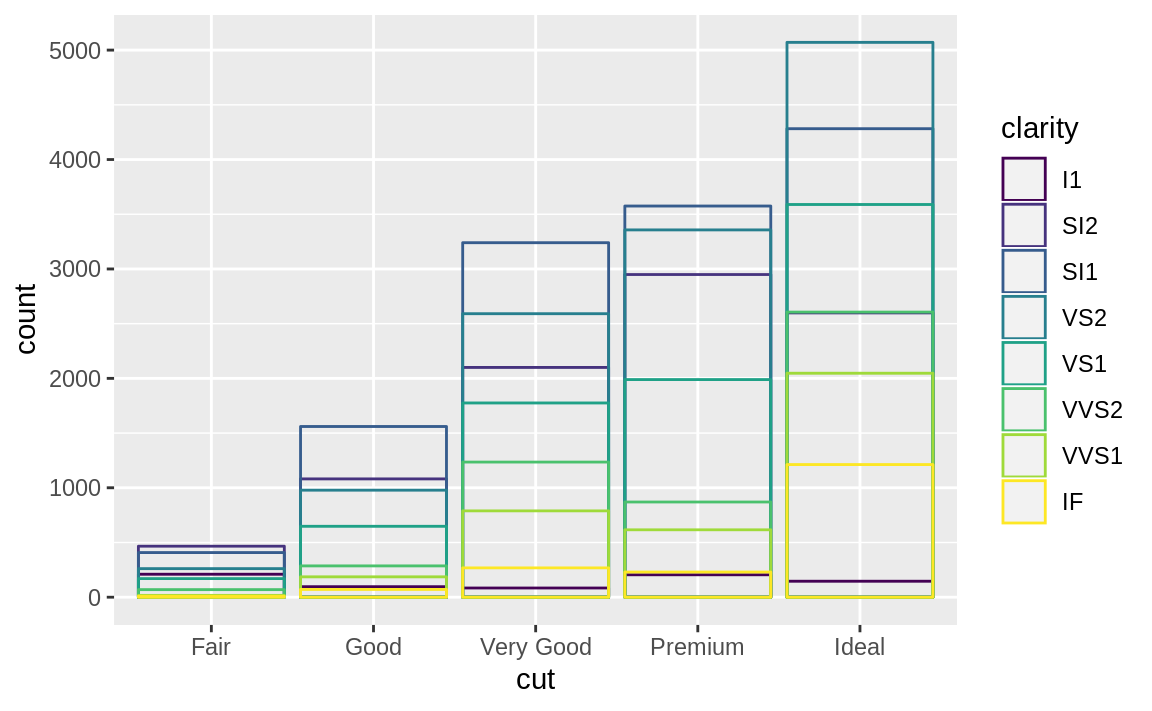 5000
4000
3000
2000
1000
0
count
Fair Good Very Good Premium Ideal
cut
clarity
I1
SI2
SI1
VS2
VS1
VVS2
VVS1
IF